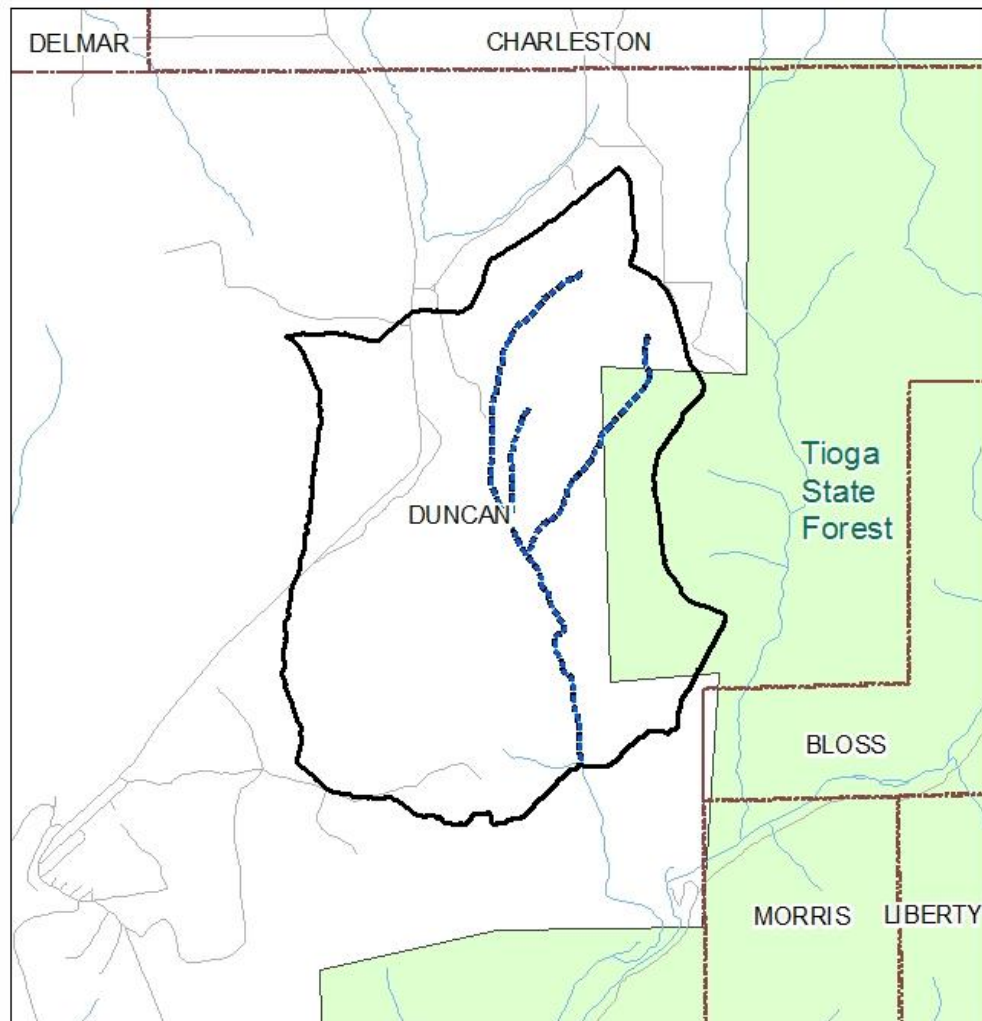 DELMAR
CHARLESTON
Tioga
State
Forest
DUNCAN
BLOSS
MORRIS
LIBERTY